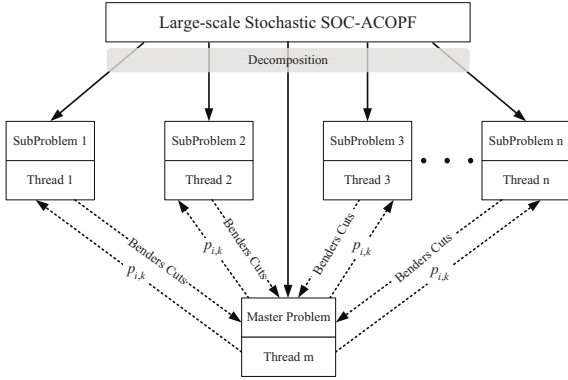 Large-scale Stochastic SOC-ACOPF
Decomposition
SubProblem 1
Thread 1
SubProblem 2
Thread 2
SubProblem 3
Thread 3
• • •
SubProblem n
Thread n
Benders Cuts
p_{i,k}
Benders Cuts
p_{i,k}
Benders Cuts
p_{i,k}
Benders Cuts
p_{i,k}
Master Problem
Thread m